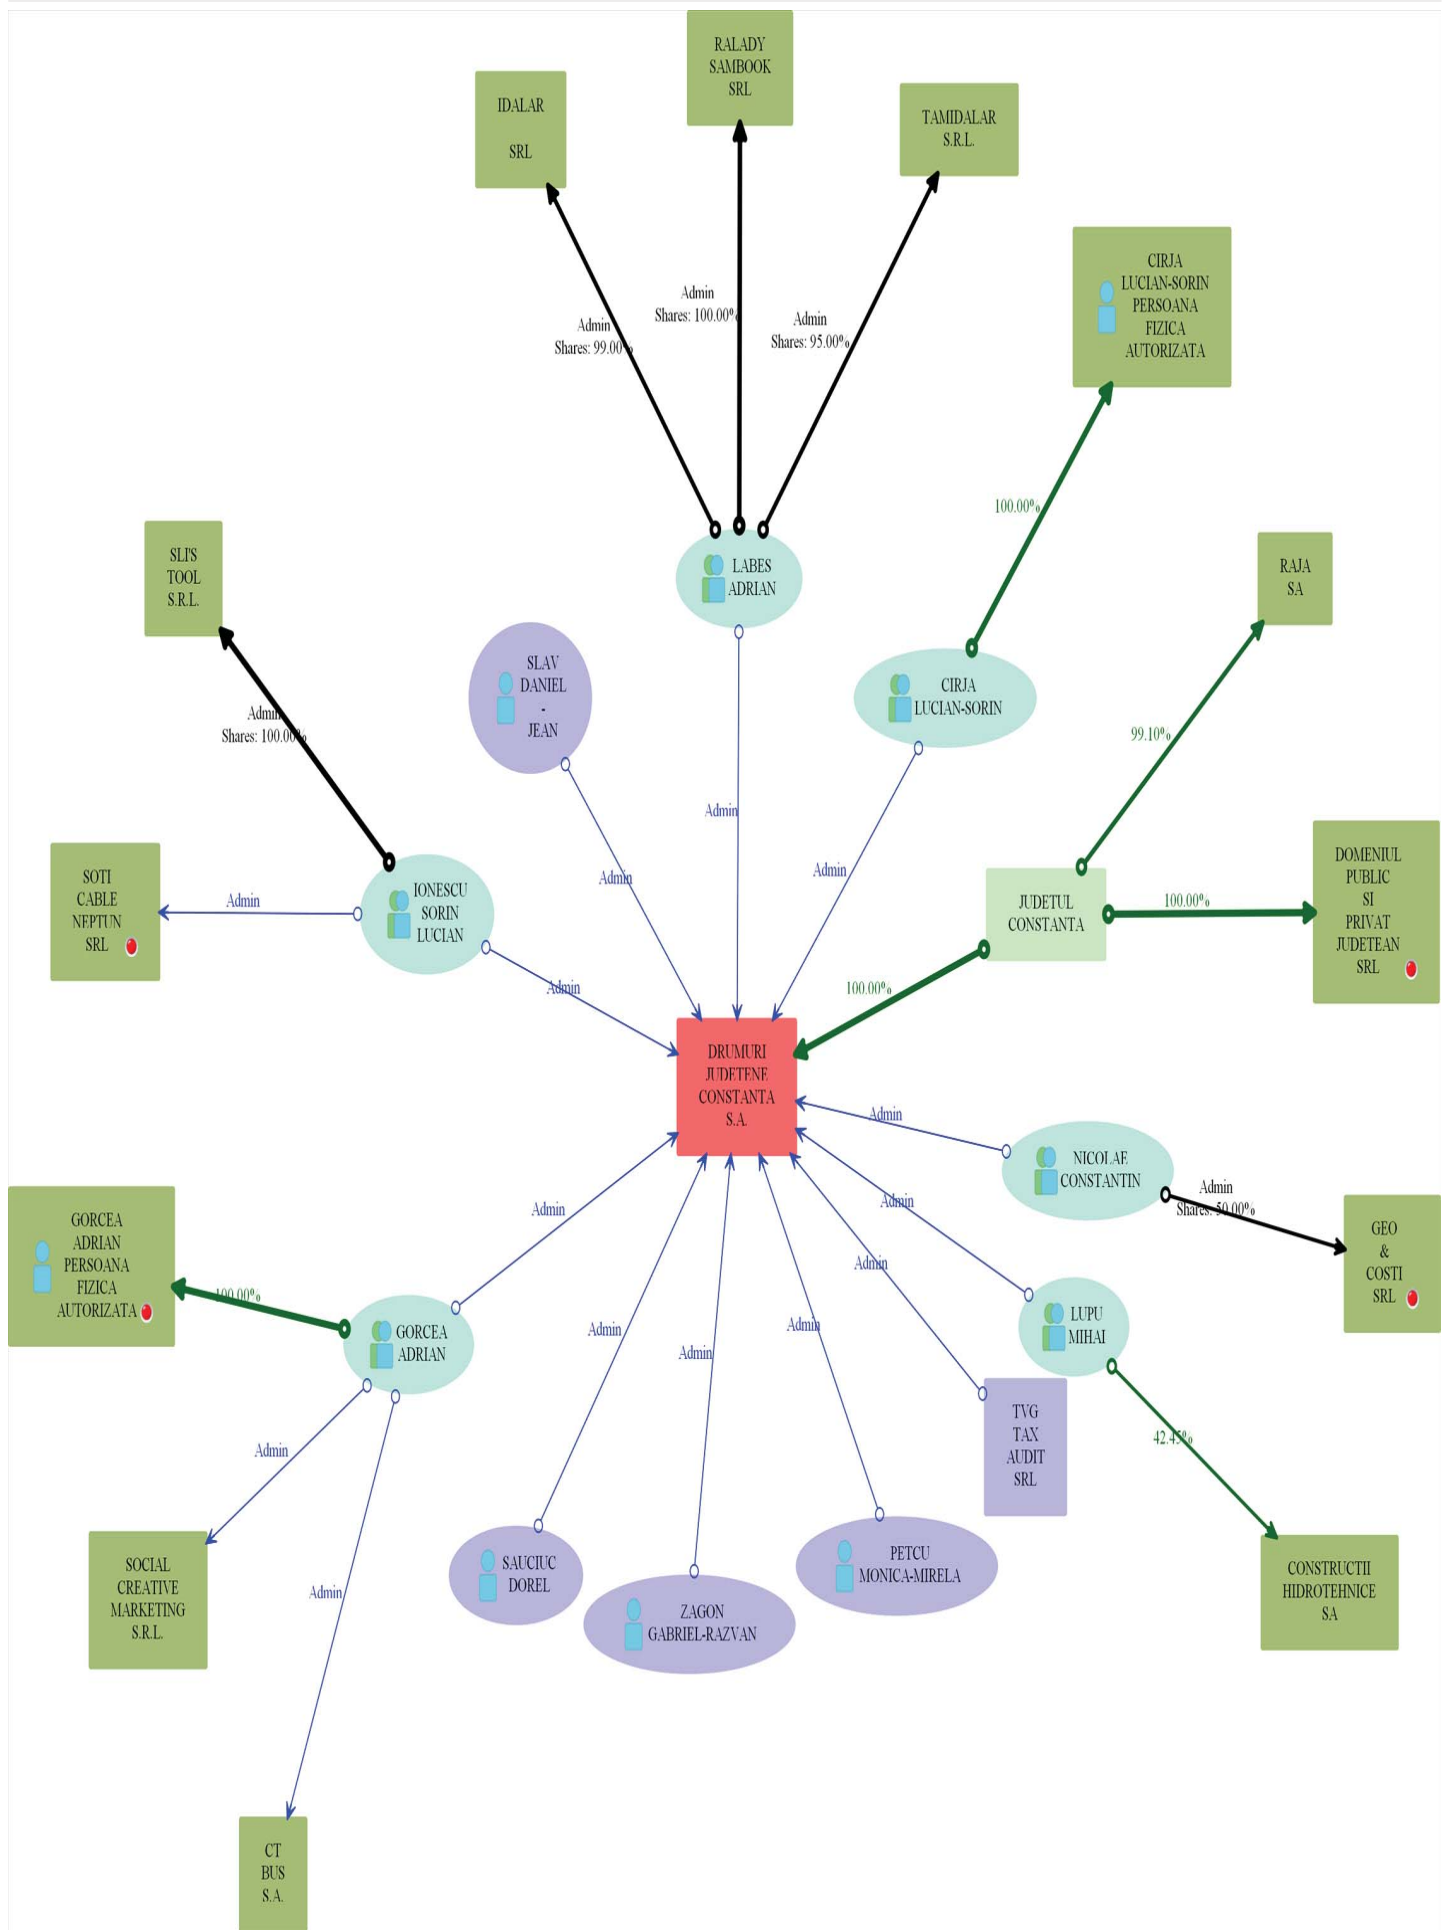 RALADY
SAMBOOK
SRL
IDALAR
SRL
TAMIDALAR
S.R.L.
CIRJA
LUCIAN-SORIN
PERSOANA
FIZICA
AUTORIZATA
Admin
Shares: 99.00%
Admin
Shares: 100.00%
Admin
Shares: 95.00%
100.00%
SLI'S
TOOL
S.R.L.
LABES
ADRIAN
RAJA
SA
SLAV
DANIEL
-
JEAN
CIRJA
LUCIAN-SORIN
Admin
Shares: 100.00%
99.10%
Admin
Admin
Admin
SOTI
CABLE
NEPTUN
SRL
Admin
IONESCU
SORIN
LUCIAN
JUDETUL
CONSTANTA
100.00%
DOMENIUL
PUBLIC
SI
PRIVAT
JUDETEAN
SRL
Admin
100.00%
DRUMURI
JUDETENE
CONSTANTA
S.A.
Admin
NICOLAE
CONSTANTIN
Admin
Shares: 50.00%
GEO
&
COSTI
SRL
GORCEA
ADRIAN
PERSOANA
FIZICA
AUTORIZATA
100.00%
GORCEA
ADRIAN
Admin
Admin
Admin
LUPU
MIHAI
Admin
Admin
Admin
TVG
TAX
AUDIT
SRL
42.45%
Admin
SOCIAL
CREATIVE
MARKETING
S.R.L.
Admin
SAUCIUC
DOREL
ZAGON
GABRIEL-RAZVAN
PETCU
MONICA-MIRELA
CONSTRUCTII
HIDROTEHNICE
SA
CT
BUS
S.A.